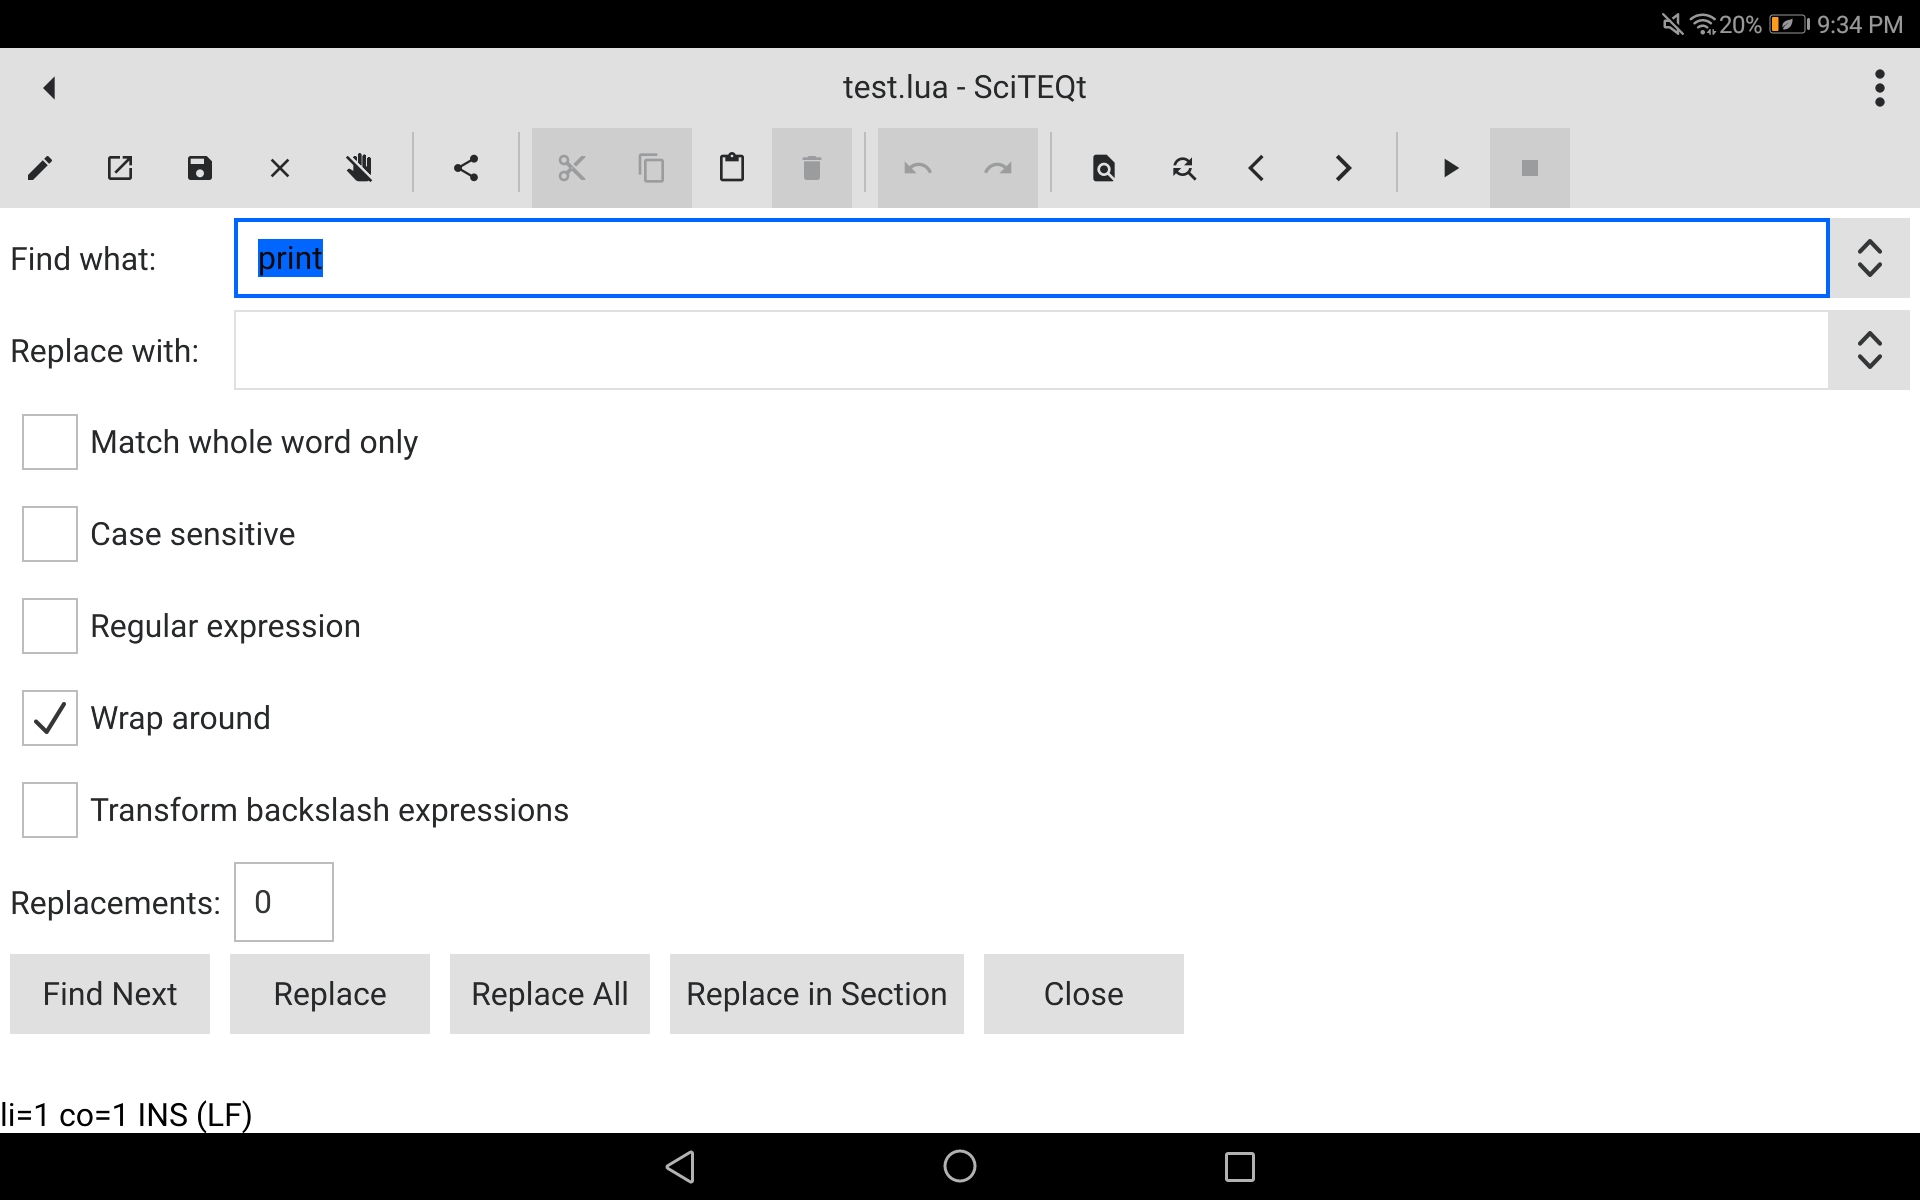 20% 9:34 PM
test.lua - SciTEQt
Find what: print
Replace with:
Match whole word only
Case sensitive
Regular expression
Wrap around
Transform backslash expressions
Replacements: 0
Find Next Replace Replace All Replace in Section Close
li=1 co=1 INS (LF)